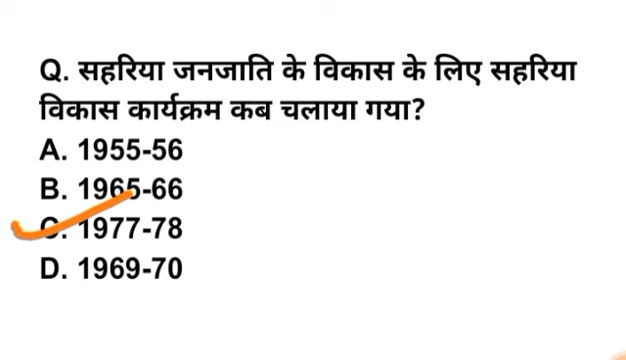 Q. सहरिया जनजाति के विकास के लिए सहरिया
विकास कार्यक्रम कब चलाया गया?
A. 1955-56
B. 1965-66
C. 1977-78
D. 1969-70